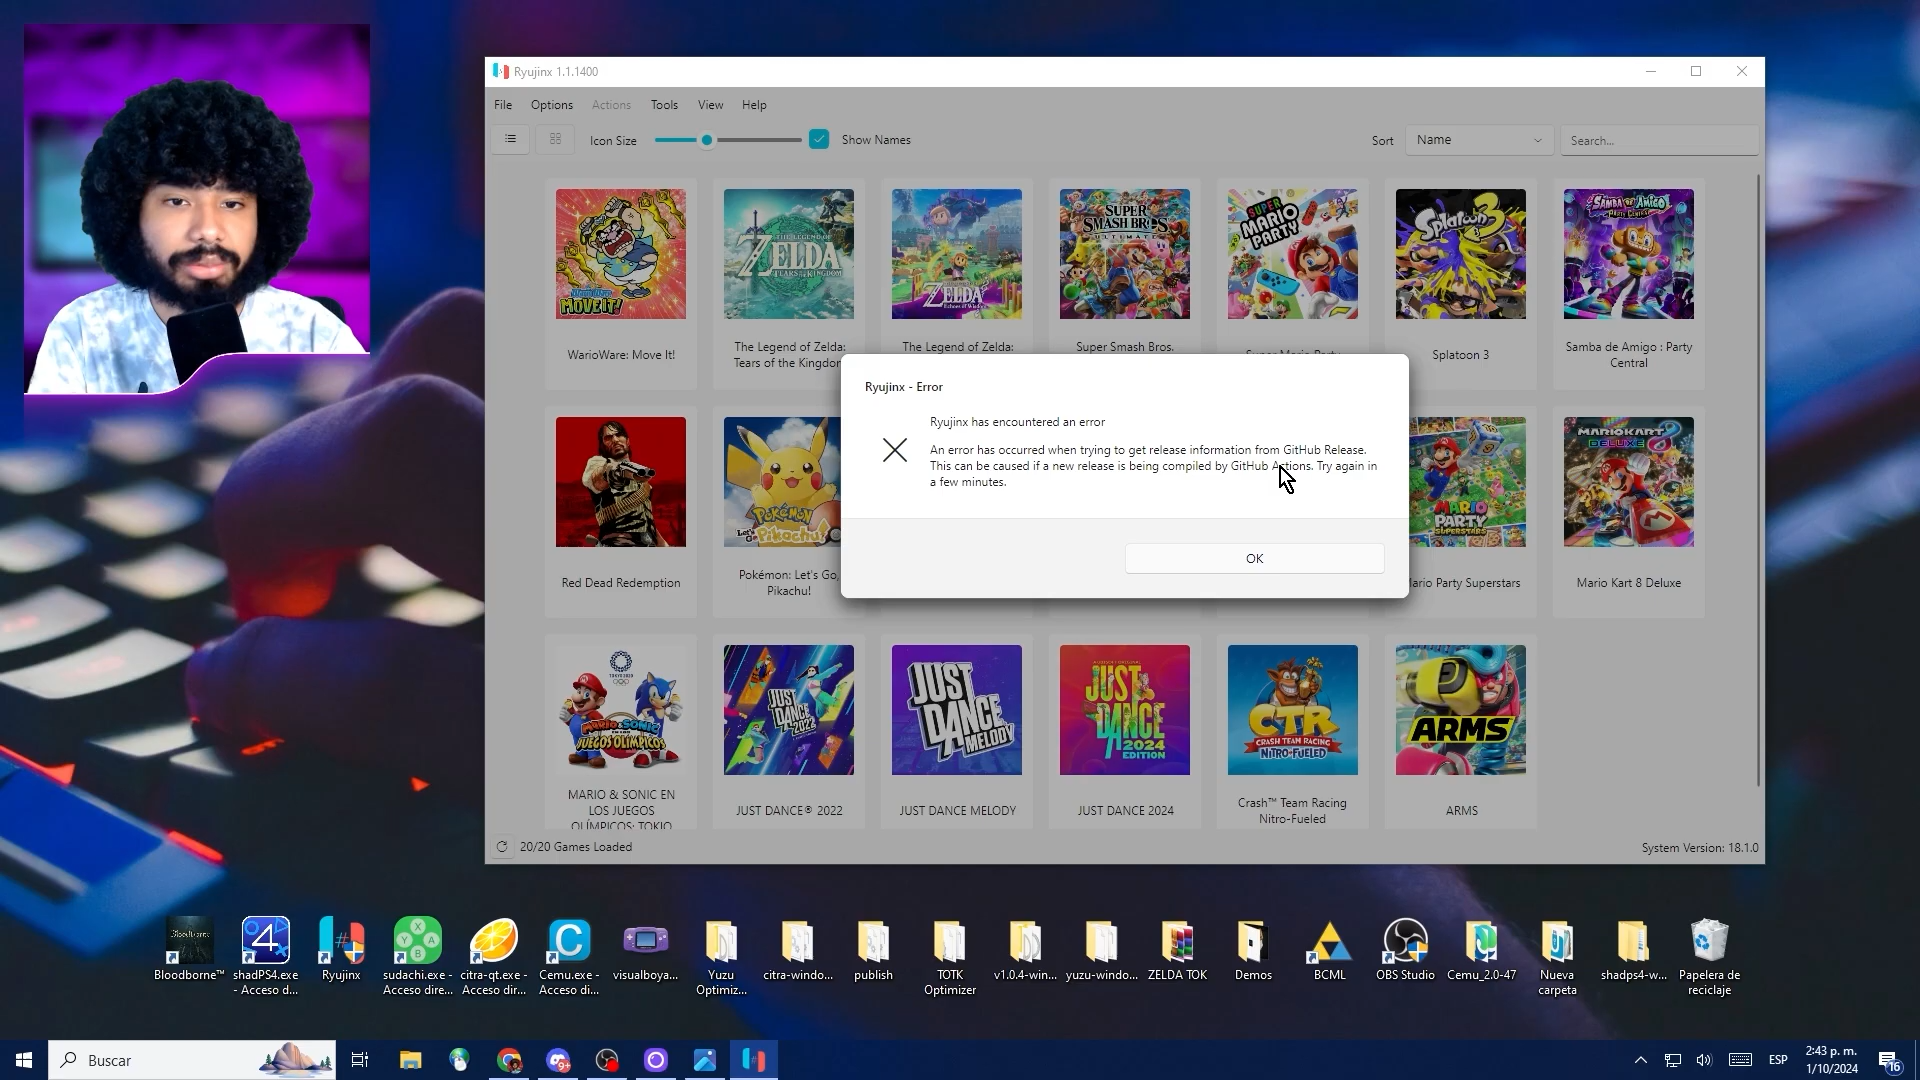 Ryujinx 1.1.1400
File Options Actions Tools View Help
Icon Size Show Names Sort Name Search...
WarioWare: Move It!
The Legend of Zelda:
Tears of the Kingdom
The Legend of Zelda:
Super Smash Bros.
Super Mario Party
Splatoon 3
Samba de Amigo : Party
Central
Ryujinx - Error
Ryujinx has encountered an error
An error has occurred when trying to get release information from GitHub Release.
This can be caused if a new release is being compiled by GitHub Actions. Try again in
a few minutes.
OK
Red Dead Redemption
Pokémon: Let's Go,
Pikachu!
Mario Party Superstars
Mario Kart 8 Deluxe
MARIO & SONIC EN
LOS JUEGOS
OLÍMPICOS: TOKIO
JUST DANCE® 2022
JUST DANCE MELODY
JUST DANCE 2024
Crash™ Team Racing
Nitro-Fueled
ARMS
20/20 Games Loaded
System Version: 18.1.0
Bloodborne™
shadPS4.exe
- Acceso d...
Ryujinx
sudachi.exe -
Acceso dire...
citra-qt.exe -
Acceso dir...
Cemu.exe -
Acceso di...
visualboya...
Yuzu
Optimiz...
citra-windo...
publish
TOTK
Optimizer
v1.0.4-win...
yuzu-windo...
ZELDA TOK
Demos
BCML
OBS Studio
Cemu_2.0-47
Nueva
carpeta
shadps4-w...
Papelera de
reciclaje
Buscar
ESP
2:43 p. m.
1/10/2024
16